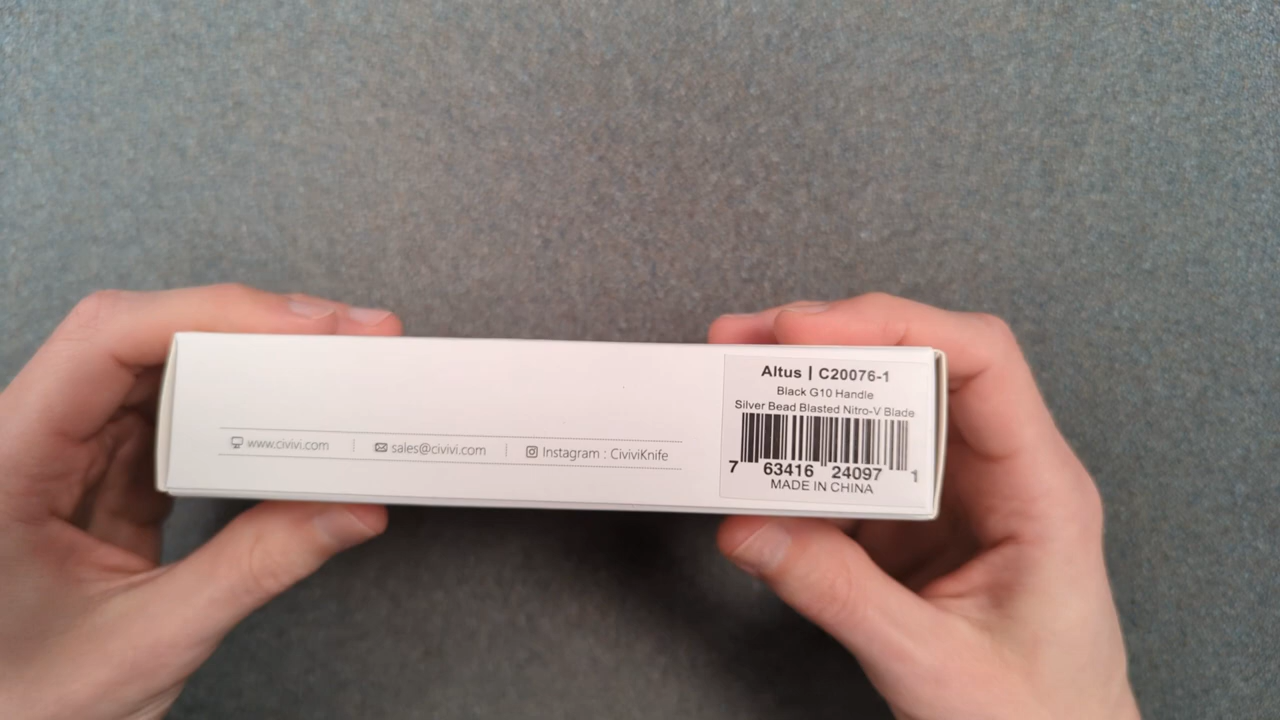 www.civivi.com | sales@civivi.com | Instagram : CiviviKnife
Altus | C20076-1
Black G10 Handle
Silver Bead Blasted Nitro-V Blade
7 63416 24097 1
MADE IN CHINA